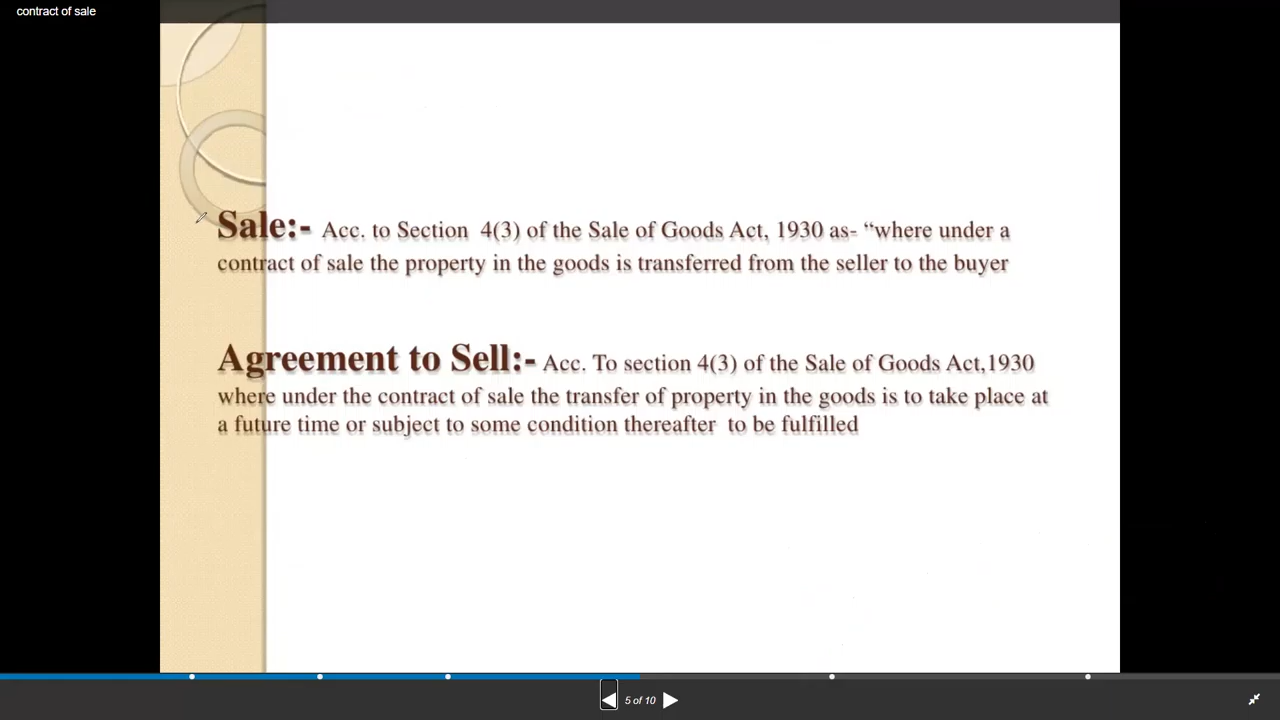 contract of sale
Sale:- Acc. to Section 4(3) of the Sale of Goods Act, 1930 as- “where under a
contract of sale the property in the goods is transferred from the seller to the buyer
Agreement to Sell:- Acc. To section 4(3) of the Sale of Goods Act,1930
where under the contract of sale the transfer of property in the goods is to take place at
a future time or subject to some condition thereafter to be fulfilled
5 of 10